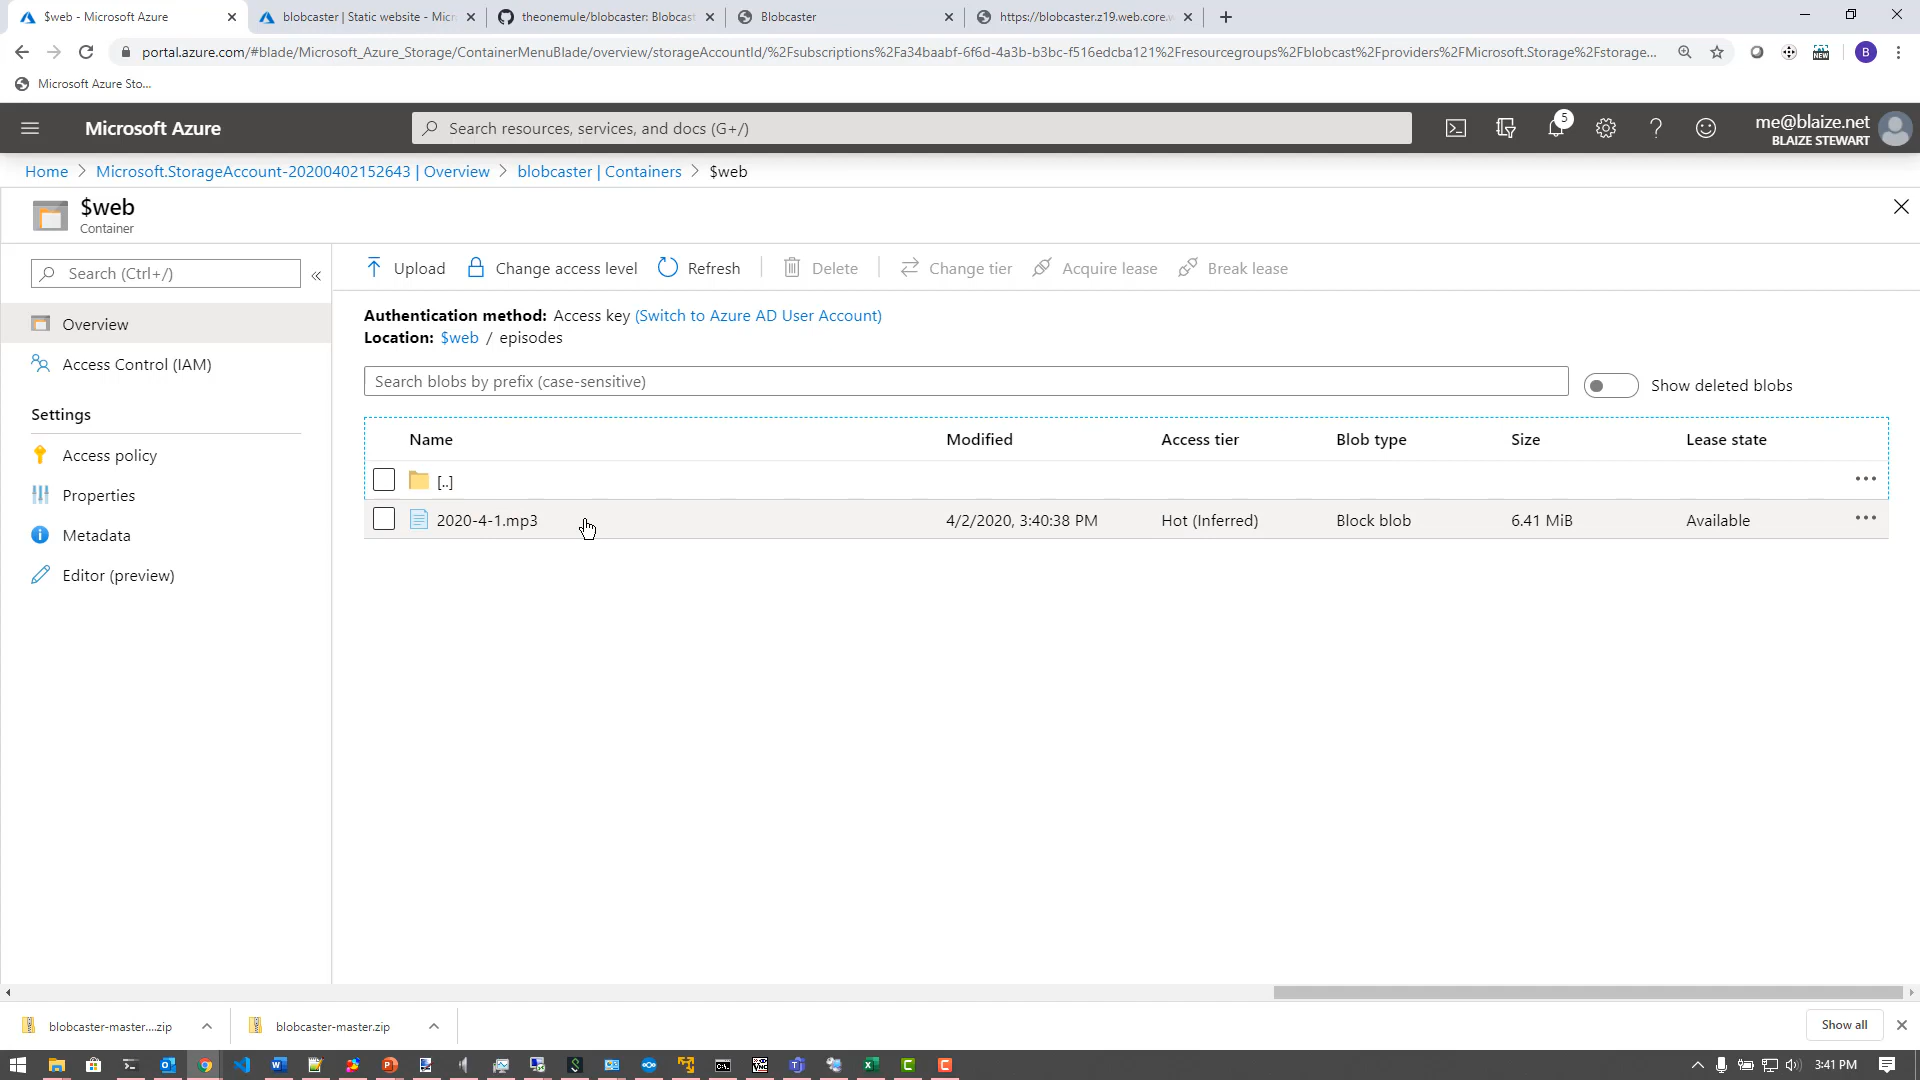 $web - Microsoft Azure
blobcaster | Static website - Micr
theonemule/blobcaster: Blobcast
Blobcaster
https://blobcaster.z19.web.core.w
portal.azure.com/#blade/Microsoft_Azure_Storage/ContainerMenuBlade/overview/storageAccountId/%2Fsubscriptions%2Fa34baabf-6f6d-4a3b-b3bc-f516edcba121%2Fresourcegroups%2Fblobcast%2Fproviders%2FMicrosoft.Storage%2Fstorage...
NEW
B
Microsoft Azure Sto...
Microsoft Azure
Search resources, services, and docs (G+/)
5
me@blaize.net
BLAIZE STEWART
Home > Microsoft.StorageAccount-20200402152643 | Overview > blobcaster | Containers > $web
$web
Container
Search (Ctrl+/)
«
Overview
Access Control (IAM)
Settings
Access policy
Properties
Metadata
Editor (preview)
Upload
Change access level
Refresh
Delete
Change tier
Acquire lease
Break lease
Authentication method: Access key (Switch to Azure AD User Account)
Location: $web / episodes
Search blobs by prefix (case-sensitive)
Show deleted blobs
Name Modified Access tier Blob type Size Lease state
[..]
2020-4-1.mp3 4/2/2020, 3:40:38 PM Hot (Inferred) Block blob 6.41 MiB Available
blobcaster-master....zip
blobcaster-master.zip
Show all
3:41 PM